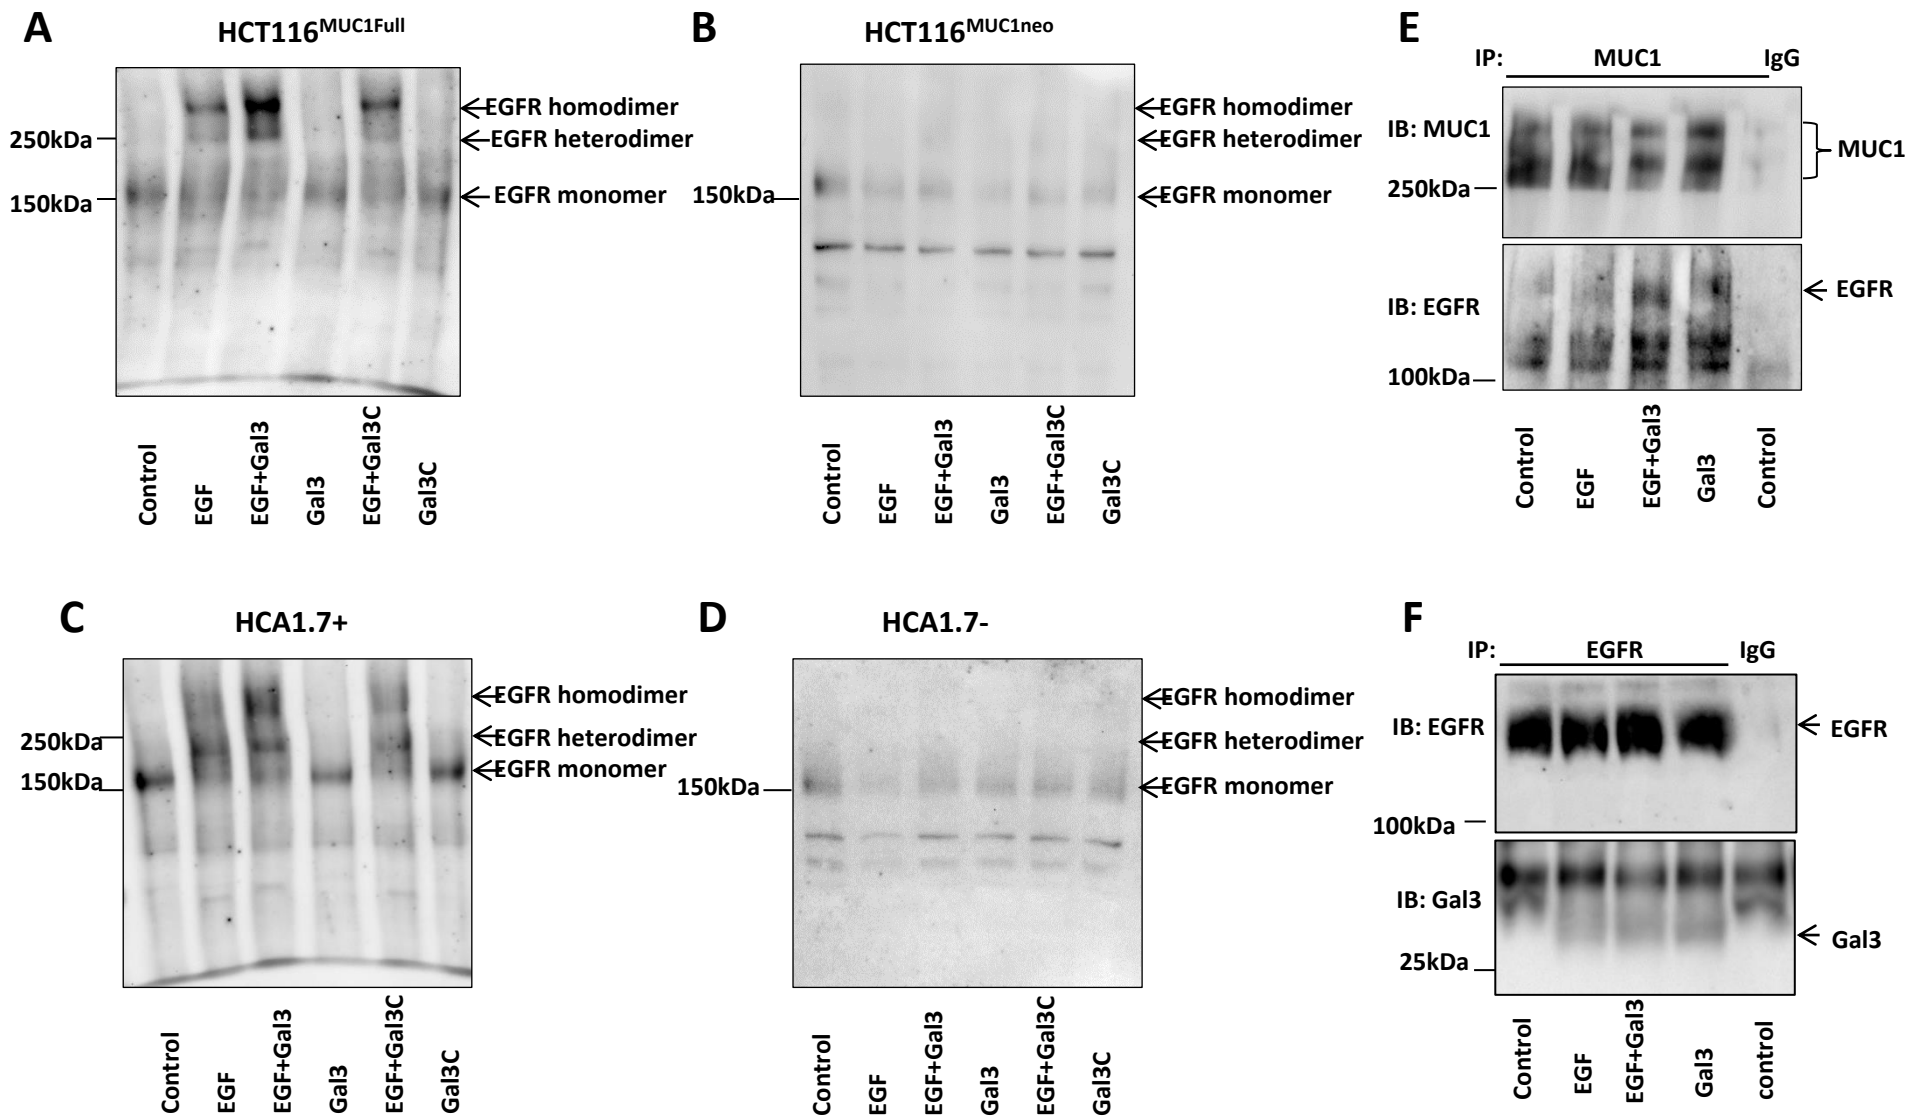 A
HCT116MUC1Full
250kDa
150kDa
EGFR homodimer
EGFR heterodimer
EGFR monomer
Control
EGF
EGF+Gal3
Gal3
EGF+Gal3C
Gal3C
B
HCT116MUC1neo
150kDa
EGFR homodimer
EGFR heterodimer
EGFR monomer
Control
EGF
EGF+Gal3
Gal3
EGF+Gal3C
Gal3C
E
IP: MUC1 IgG
IB: MUC1
MUC1
250kDa
IB: EGFR
EGFR
100kDa
Control
EGF
EGF+Gal3
Gal3
Control
C
HCA1.7+
250kDa
150kDa
EGFR homodimer
EGFR heterodimer
EGFR monomer
Control
EGF
EGF+Gal3
Gal3
EGF+Gal3C
Gal3C
D
HCA1.7-
150kDa
EGFR homodimer
EGFR heterodimer
EGFR monomer
Control
EGF
EGF+Gal3
Gal3
EGF+Gal3C
Gal3C
F
IP: EGFR IgG
IB: EGFR
EGFR
100kDa
IB: Gal3
Gal3
25kDa
Control
EGF
EGF+Gal3
Gal3
control